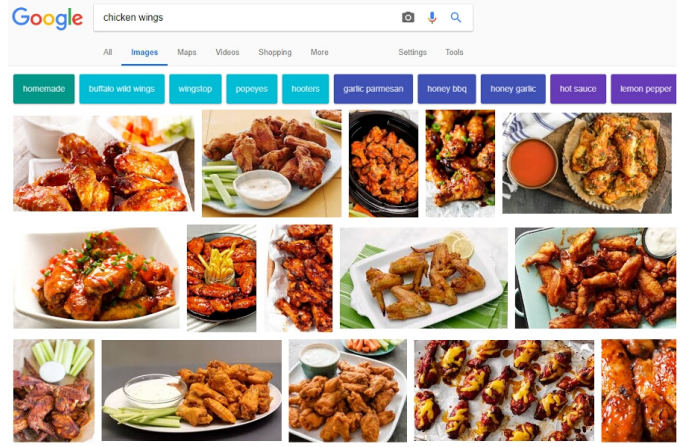 Google
chicken wings
All Images Maps Videos Shopping More Settings Tools
homemade buffalo wild wings wingstop popeyes hooters garlic parmesan honey bbq honey garlic hot sauce lemon pepper